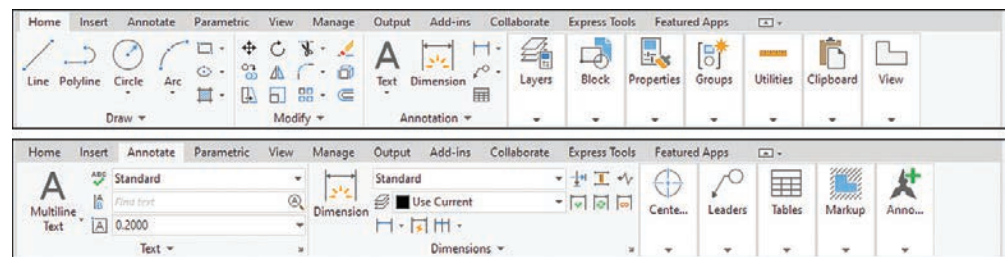 Home Insert Annotate Parametric View Manage Output Add-ins Collaborate Express Tools Featured Apps
Line Polyline Circle Arc Text Dimension Layers Block Properties Groups Utilities Clipboard View
Draw Modify Annotation
Home Insert Annotate Parametric View Manage Output Add-ins Collaborate Express Tools Featured Apps
ABC Standard Standard
Multiline Text Find text Dimension Use Current Cente... Leaders Tables Markup Anno...
0.2000
Text Dimensions